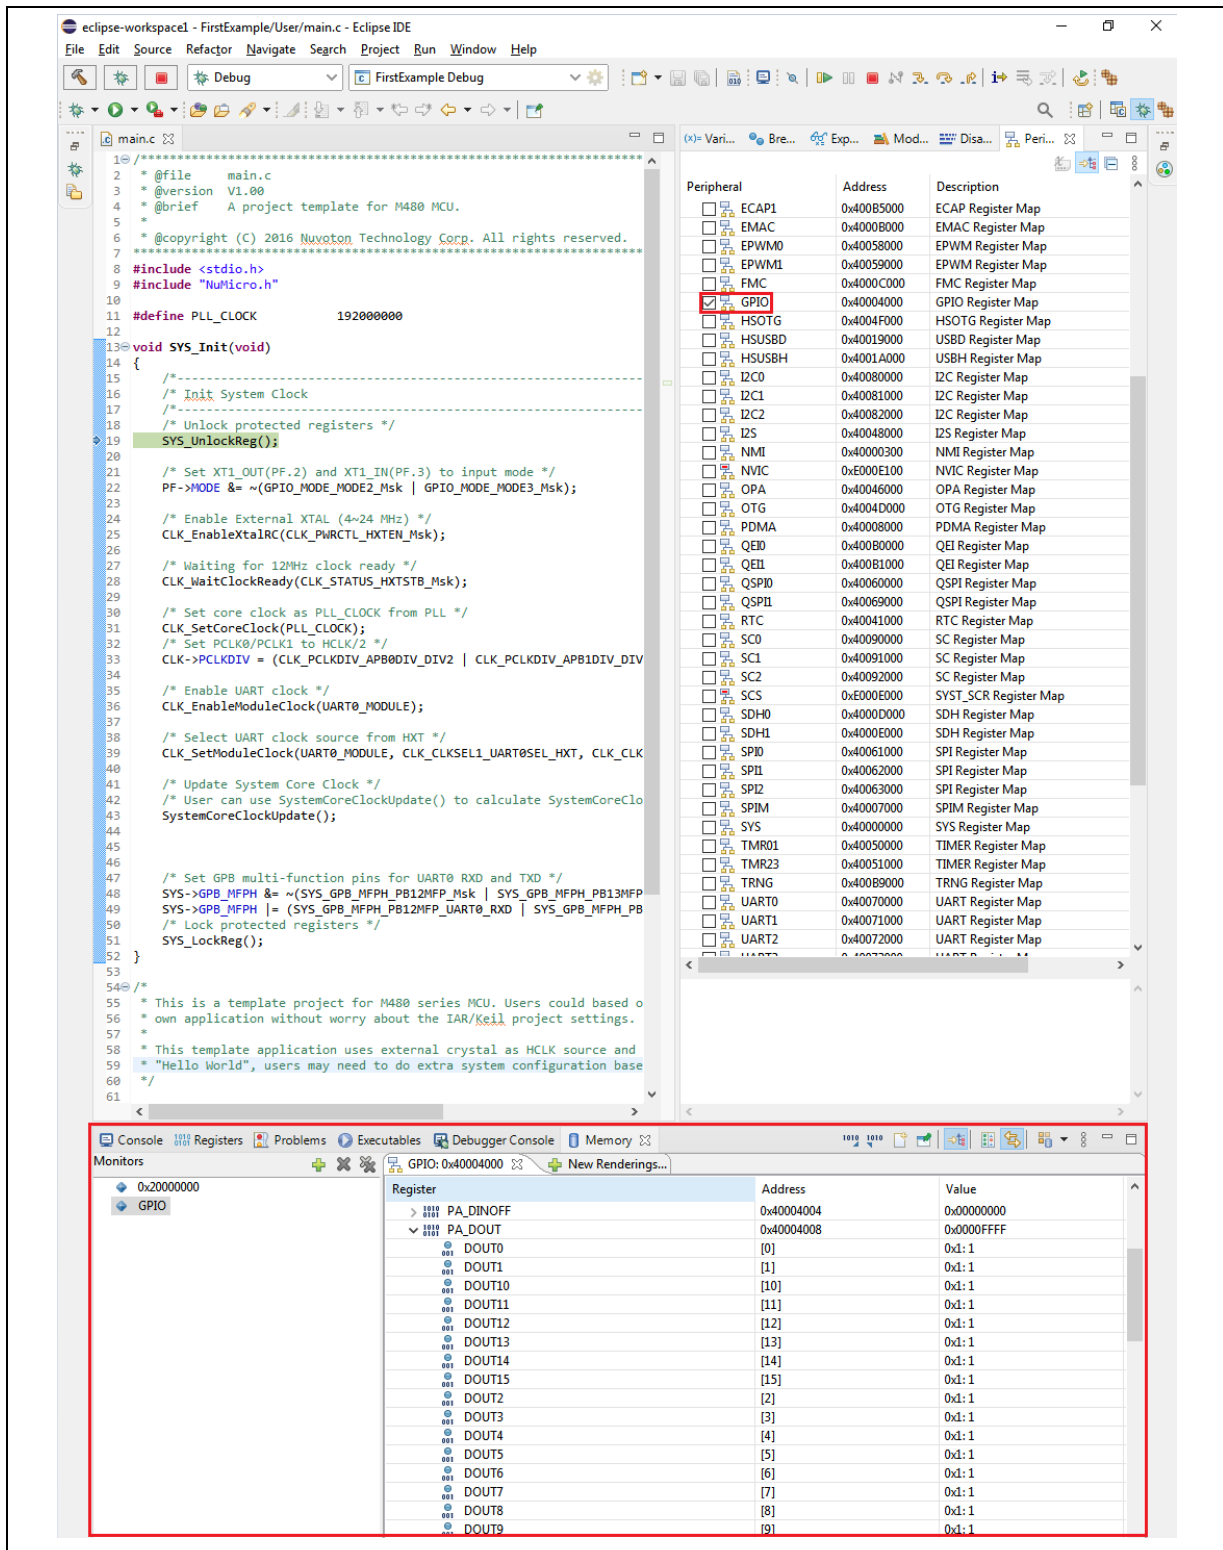 eclipse-workspace1 - FirstExample/User/main.c - Eclipse IDE
File Edit Source Refactor Navigate Search Project Run Window Help
Debug FirstExample Debug
main.c
1 /*********************************************************************
2 * @file main.c
3 * @version V1.00
4 * @brief A project template for M480 MCU.
5 *
6 * @copyright (C) 2016 Nuvoton Technology Corp. All rights reserved.
7 *********************************************************************
8 #include <stdio.h>
9 #include "NuMicro.h"
10
11 #define PLL_CLOCK 192000000
12
13 void SYS_Init(void)
14 {
15 /*---------------------------------------------------------------
16 /* Init System Clock
17 /*---------------------------------------------------------------
18 /* Unlock protected registers */
19 SYS_UnlockReg();
20
21 /* Set XT1_OUT(PF.2) and XT1_IN(PF.3) to input mode */
22 PF->MODE &= ~(GPIO_MODE_MODE2_Msk | GPIO_MODE_MODE3_Msk);
23
24 /* Enable External XTAL (4~24 MHz) */
25 CLK_EnableXtalRC(CLK_PWRCTL_HXTEN_Msk);
26
27 /* Waiting for 12MHz clock ready */
28 CLK_WaitClockReady(CLK_STATUS_HXTSTB_Msk);
29
30 /* Set core clock as PLL_CLOCK from PLL */
31 CLK_SetCoreClock(PLL_CLOCK);
32 /* Set PCLK0/PCLK1 to HCLK/2 */
33 CLK->PCLKDIV = (CLK_PCLKDIV_APB0DIV_DIV2 | CLK_PCLKDIV_APB1DIV_DIV
34
35 /* Enable UART clock */
36 CLK_EnableModuleClock(UART0_MODULE);
37
38 /* Select UART clock source from HXT */
39 CLK_SetModuleClock(UART0_MODULE, CLK_CLKSEL1_UART0SEL_HXT, CLK_CLK
40
41 /* Update System Core Clock */
42 /* User can use SystemCoreClockUpdate() to calculate SystemCoreClo
43 SystemCoreClockUpdate();
44
45
46
47 /* Set GPB multi-function pins for UART0 RXD and TXD */
48 SYS->GPB_MFPH &= ~(SYS_GPB_MFPH_PB12MFP_Msk | SYS_GPB_MFPH_PB13MFP
49 SYS->GPB_MFPH |= (SYS_GPB_MFPH_PB12MFP_UART0_RXD | SYS_GPB_MFPH_PB
50 /* Lock protected registers */
51 SYS_LockReg();
52 }
53
54 /*
55 * This is a template project for M480 series MCU. Users could based o
56 * own application without worry about the IAR/Keil project settings.
57 *
58 * This template application uses external crystal as HCLK source and
59 * "Hello World", users may need to do extra system configuration base
60 */
61
(x)= Vari... Bre... Exp... Mod... Disa... Peri...
Peripheral Address Description
ECAP1 0x400B5000 ECAP Register Map
EMAC 0x4000B000 EMAC Register Map
EPWM0 0x40058000 EPWM Register Map
EPWM1 0x40059000 EPWM Register Map
FMC 0x4000C000 FMC Register Map
GPIO 0x40004000 GPIO Register Map
HSOTG 0x4004F000 HSOTG Register Map
HSUSBD 0x40019000 USBD Register Map
HSUSBH 0x4001A000 USBH Register Map
I2C0 0x40080000 I2C Register Map
I2C1 0x40081000 I2C Register Map
I2C2 0x40082000 I2C Register Map
I2S 0x40048000 I2S Register Map
NMI 0x40000300 NMI Register Map
NVIC 0xE000E100 NVIC Register Map
OPA 0x40046000 OPA Register Map
OTG 0x4004D000 OTG Register Map
PDMA 0x40008000 PDMA Register Map
QEI0 0x400B0000 QEI Register Map
QEI1 0x400B1000 QEI Register Map
QSPI0 0x40060000 QSPI Register Map
QSPI1 0x40069000 QSPI Register Map
RTC 0x40041000 RTC Register Map
SC0 0x40090000 SC Register Map
SC1 0x40091000 SC Register Map
SC2 0x40092000 SC Register Map
SCS 0xE000E000 SYST_SCR Register Map
SDH0 0x4000D000 SDH Register Map
SDH1 0x4000E000 SDH Register Map
SPI0 0x40061000 SPI Register Map
SPI1 0x40062000 SPI Register Map
SPI2 0x40063000 SPI Register Map
SPIM 0x40007000 SPIM Register Map
SYS 0x40000000 SYS Register Map
TMR01 0x40050000 TIMER Register Map
TMR23 0x40051000 TIMER Register Map
TRNG 0x400B9000 TRNG Register Map
UART0 0x40070000 UART Register Map
UART1 0x40071000 UART Register Map
UART2 0x40072000 UART Register Map
Console Registers Problems Executables Debugger Console Memory
Monitors
0x20000000
GPIO
GPIO: 0x40004000 New Renderings...
Register Address Value
PA_DINOFF 0x40004004 0x00000000
PA_DOUT 0x40004008 0x0000FFFF
DOUT0 [0] 0x1: 1
DOUT1 [1] 0x1: 1
DOUT10 [10] 0x1: 1
DOUT11 [11] 0x1: 1
DOUT12 [12] 0x1: 1
DOUT13 [13] 0x1: 1
DOUT14 [14] 0x1: 1
DOUT15 [15] 0x1: 1
DOUT2 [2] 0x1: 1
DOUT3 [3] 0x1: 1
DOUT4 [4] 0x1: 1
DOUT5 [5] 0x1: 1
DOUT6 [6] 0x1: 1
DOUT7 [7] 0x1: 1
DOUT8 [8] 0x1: 1
DOUT9 [9] 0x1: 1